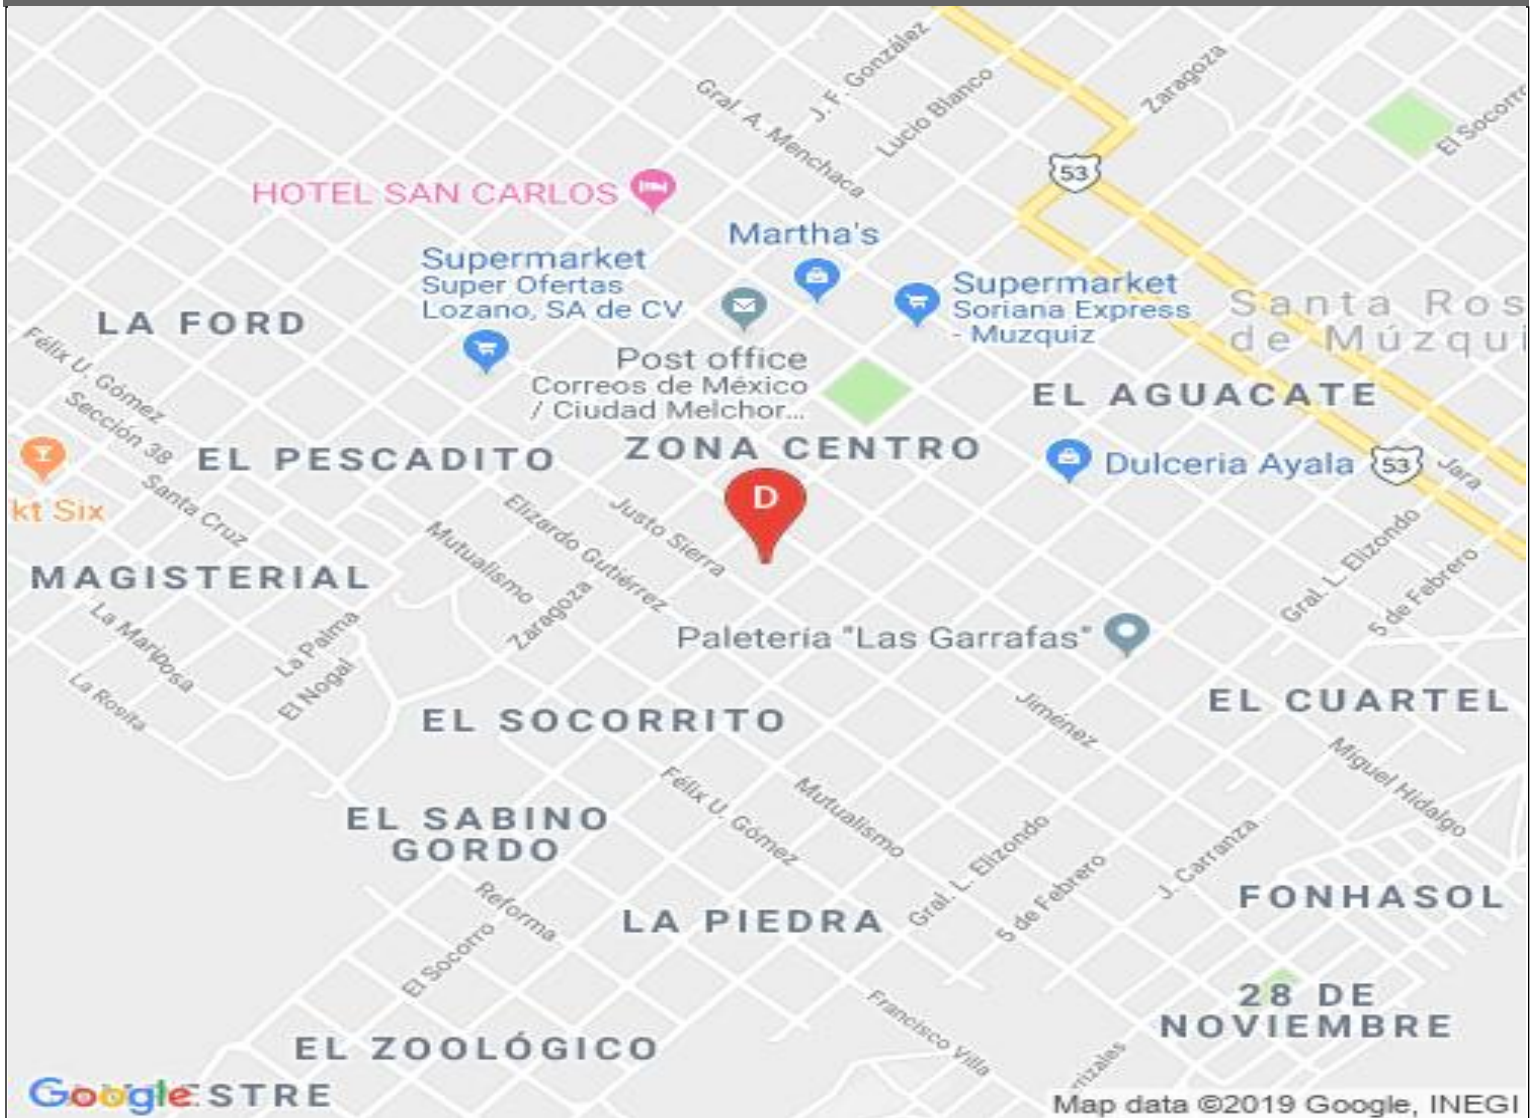 J. F. González
Zaragoza
Gral. A. Menchaca
Lucio Blanco
El Socorro
53
HOTEL SAN CARLOS
Martha's
Supermarket
Super Ofertas
Lozano, SA de CV
Supermarket
Soriana Express
- Muzquiz
Santa Ros
de Múzqui
LA FORD
Post office
Correos de México
/ Ciudad Melchor...
Félix U. Gómez
EL AGUACATE
Sección 38
EL PESCADITO
ZONA CENTRO
Dulceria Ayala
53
Jara
kt Six
Santa Cruz
D
Elizardo Gutiérrez
Justo Sierra
Mutualismo
Gral. L. Elizondo
5 de Febrero
MAGISTERIAL
Zaragoza
La Mariposa
La Palma
Paletería "Las Garrafas"
La Rosita
El Nogal
EL SOCORRITO
Jiménez
EL CUARTEL
Félix U. Gómez
Mutualismo
Miguel Hidalgo
EL SABINO
GORDO
Gral. L. Elizondo
5 de Febrero
J. Carranza
Reforma
LA PIEDRA
FONHASOL
El Socorro
28 DE
NOVIEMBRE
Francisco Villa
EL ZOOLÓGICO
rrizales
Google
ESTRE
Map data ©2019 Google, INEGI